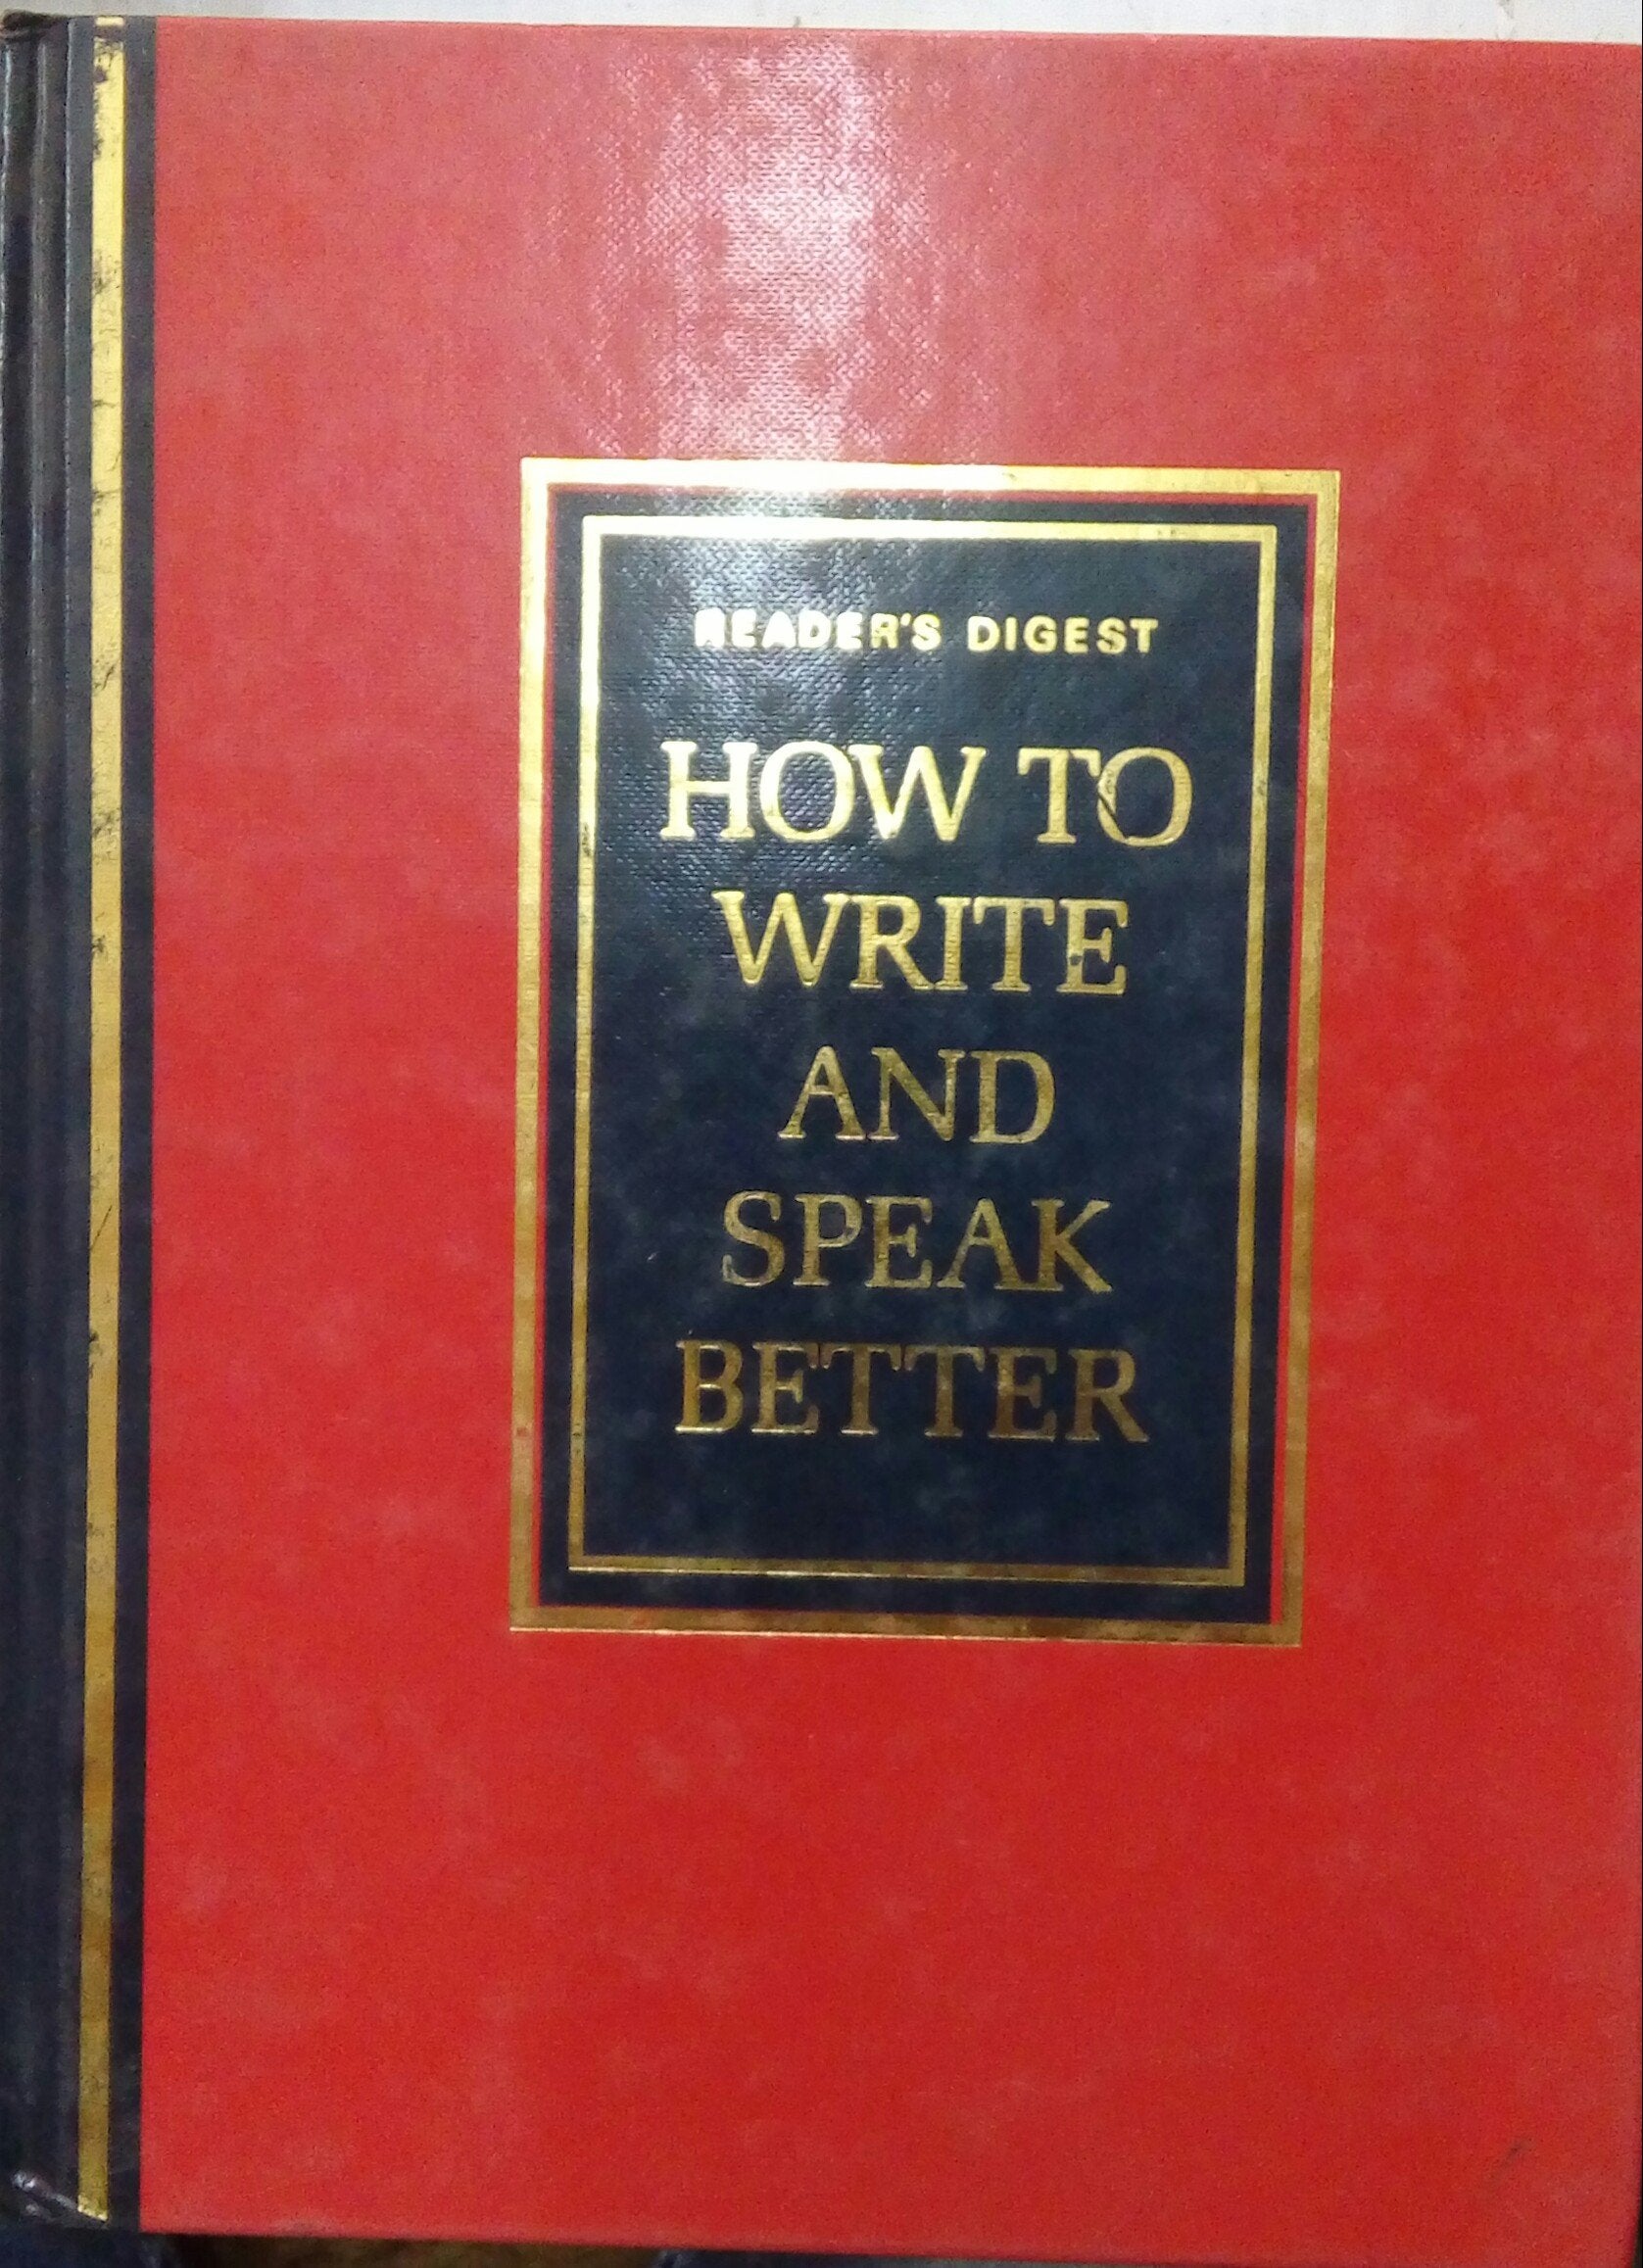 READER'S DIGEST
HOW TO
WRITE
AND
SPEAK
BETTER